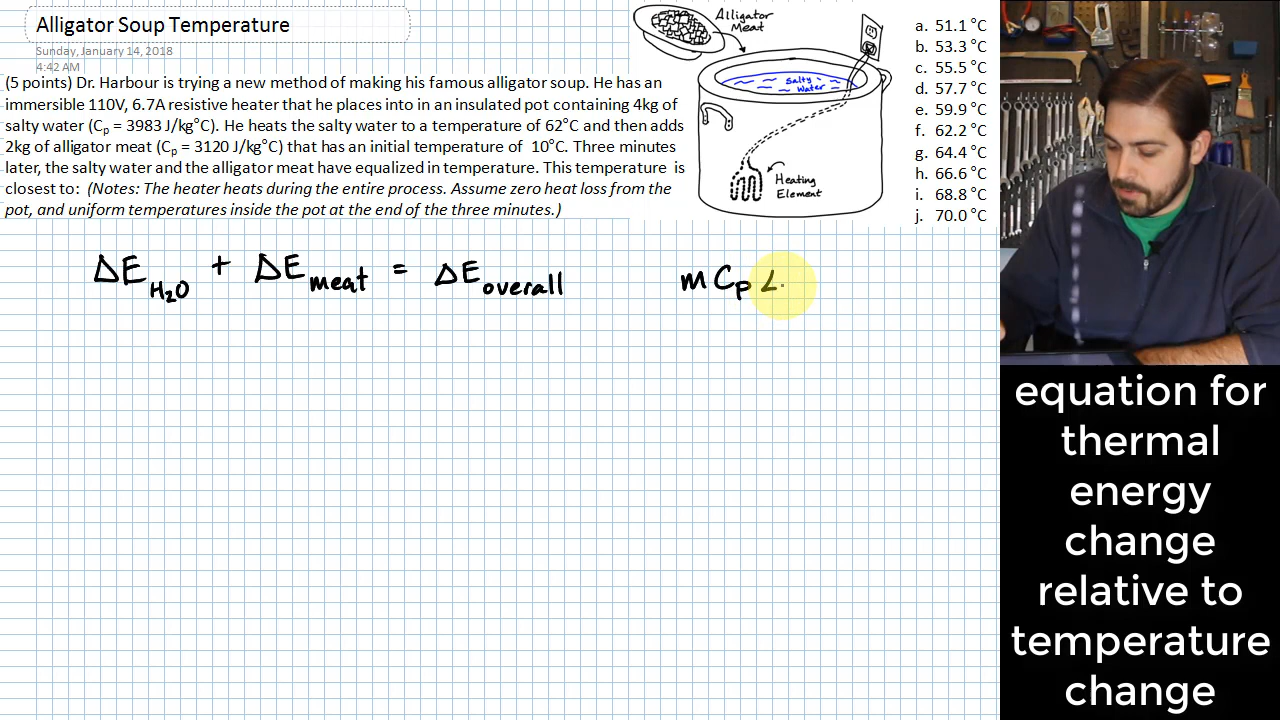 Alligator Soup Temperature
Sunday, January 14, 2018
4:42 AM
(5 points) Dr. Harbour is trying a new method of making his famous alligator soup. He has an
immersible 110V, 6.7A resistive heater that he places into in an insulated pot containing 4kg of
salty water (Cₚ = 3983 J/kg°C). He heats the salty water to a temperature of 62°C and then adds
2kg of alligator meat (Cₚ = 3120 J/kg°C) that has an initial temperature of 10°C. Three minutes
later, the salty water and the alligator meat have equalized in temperature. This temperature is
closest to: (Notes: The heater heats during the entire process. Assume zero heat loss from the
pot, and uniform temperatures inside the pot at the end of the three minutes.)
Alligator
Meat
Salty
Water
Heating
Element
a. 51.1 °C
b. 53.3 °C
c. 55.5 °C
d. 57.7 °C
e. 59.9 °C
f. 62.2 °C
g. 64.4 °C
h. 66.6 °C
i. 68.8 °C
j. 70.0 °C
ΔE H₂O + ΔE meat = ΔE overall m Cp
equation for
thermal
energy
change
relative to
temperature
change